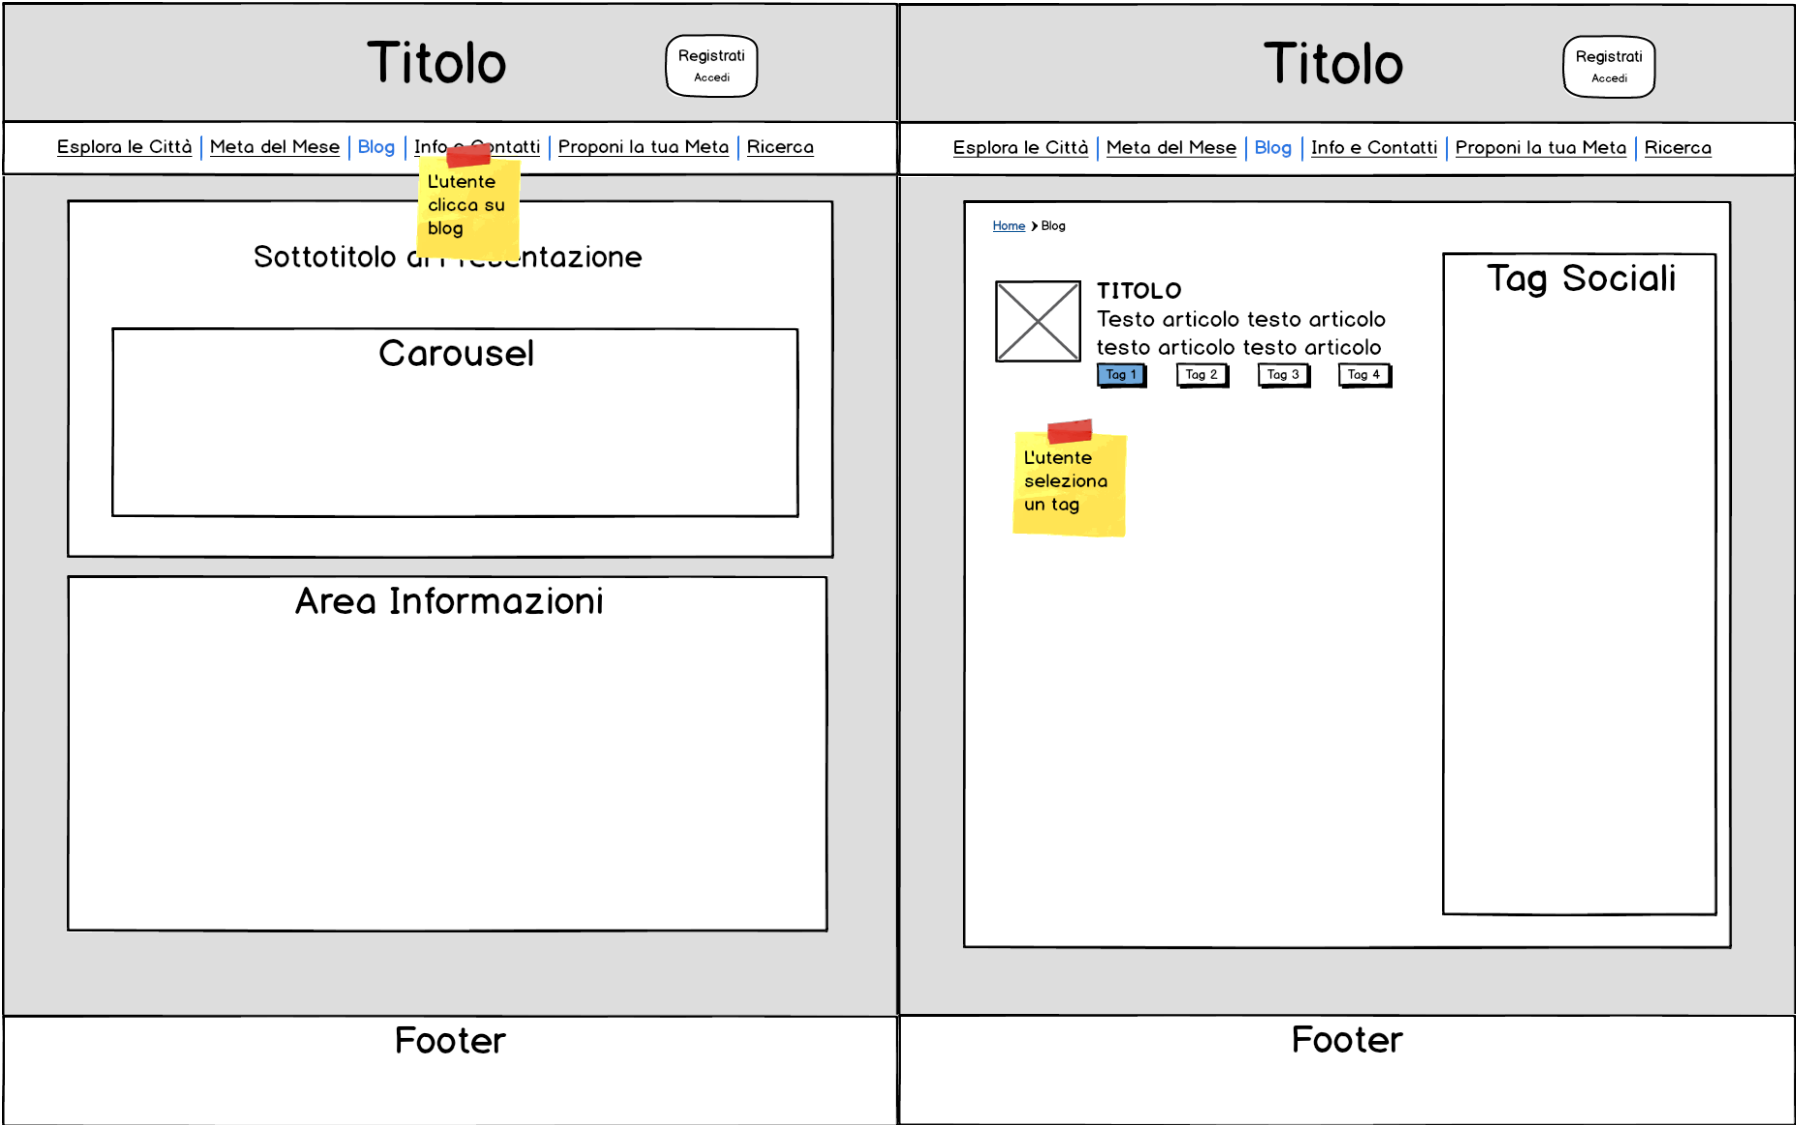 Titolo
Registrati
Accedi
Esplora le Città Meta del Mese Blog Info e Contatti Proponi la tua Meta Ricerca
L'utente
clicca su
blog
Sottotitolo di Presentazione
Carousel
Area Informazioni
Footer
Titolo
Registrati
Accedi
Esplora le Città Meta del Mese Blog Info e Contatti Proponi la tua Meta Ricerca
Home Blog
TITOLO
Testo articolo testo articolo
testo articolo testo articolo
Tag 1 Tag 2 Tag 3 Tag 4
L'utente
seleziona
un tag
Tag Sociali
Footer